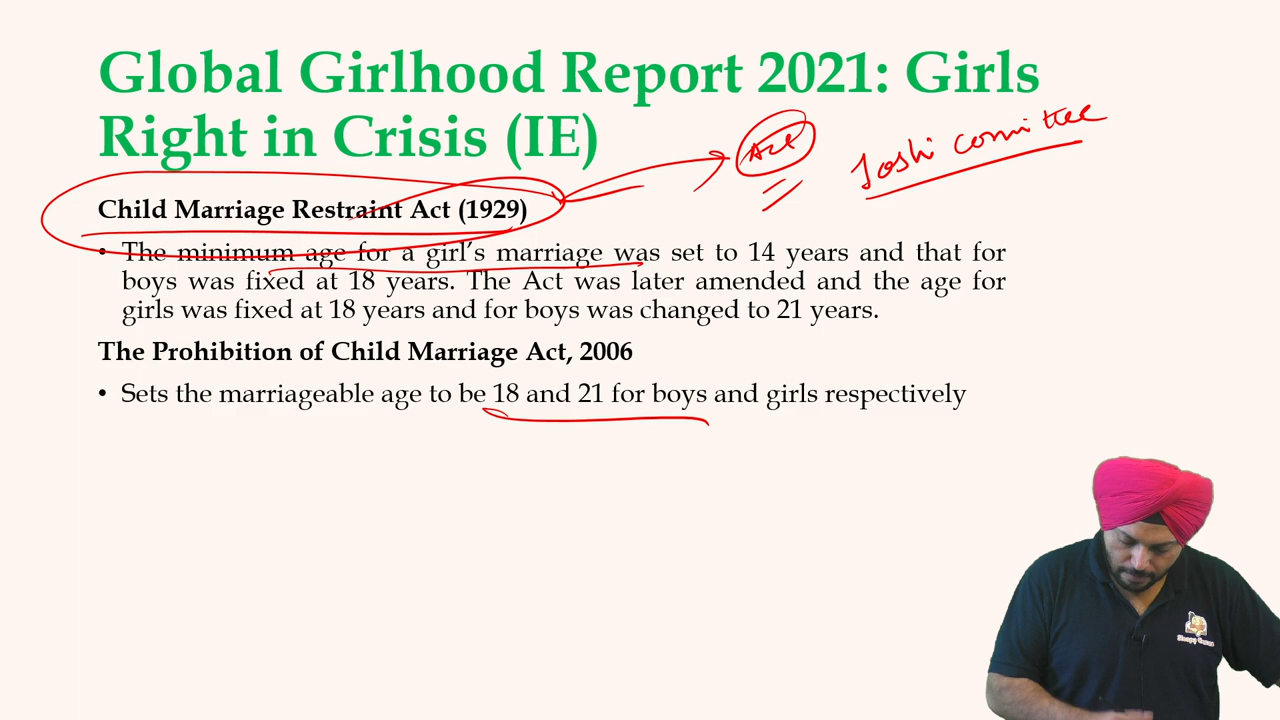 Global Girlhood Report 2021: Girls
Right in Crisis (IE)
Act
Joshi committee
Child Marriage Restraint Act (1929)
• The minimum age for a girl’s marriage was set to 14 years and that for
boys was fixed at 18 years. The Act was later amended and the age for
girls was fixed at 18 years and for boys was changed to 21 years.
The Prohibition of Child Marriage Act, 2006
• Sets the marriageable age to be 18 and 21 for boys and girls respectively